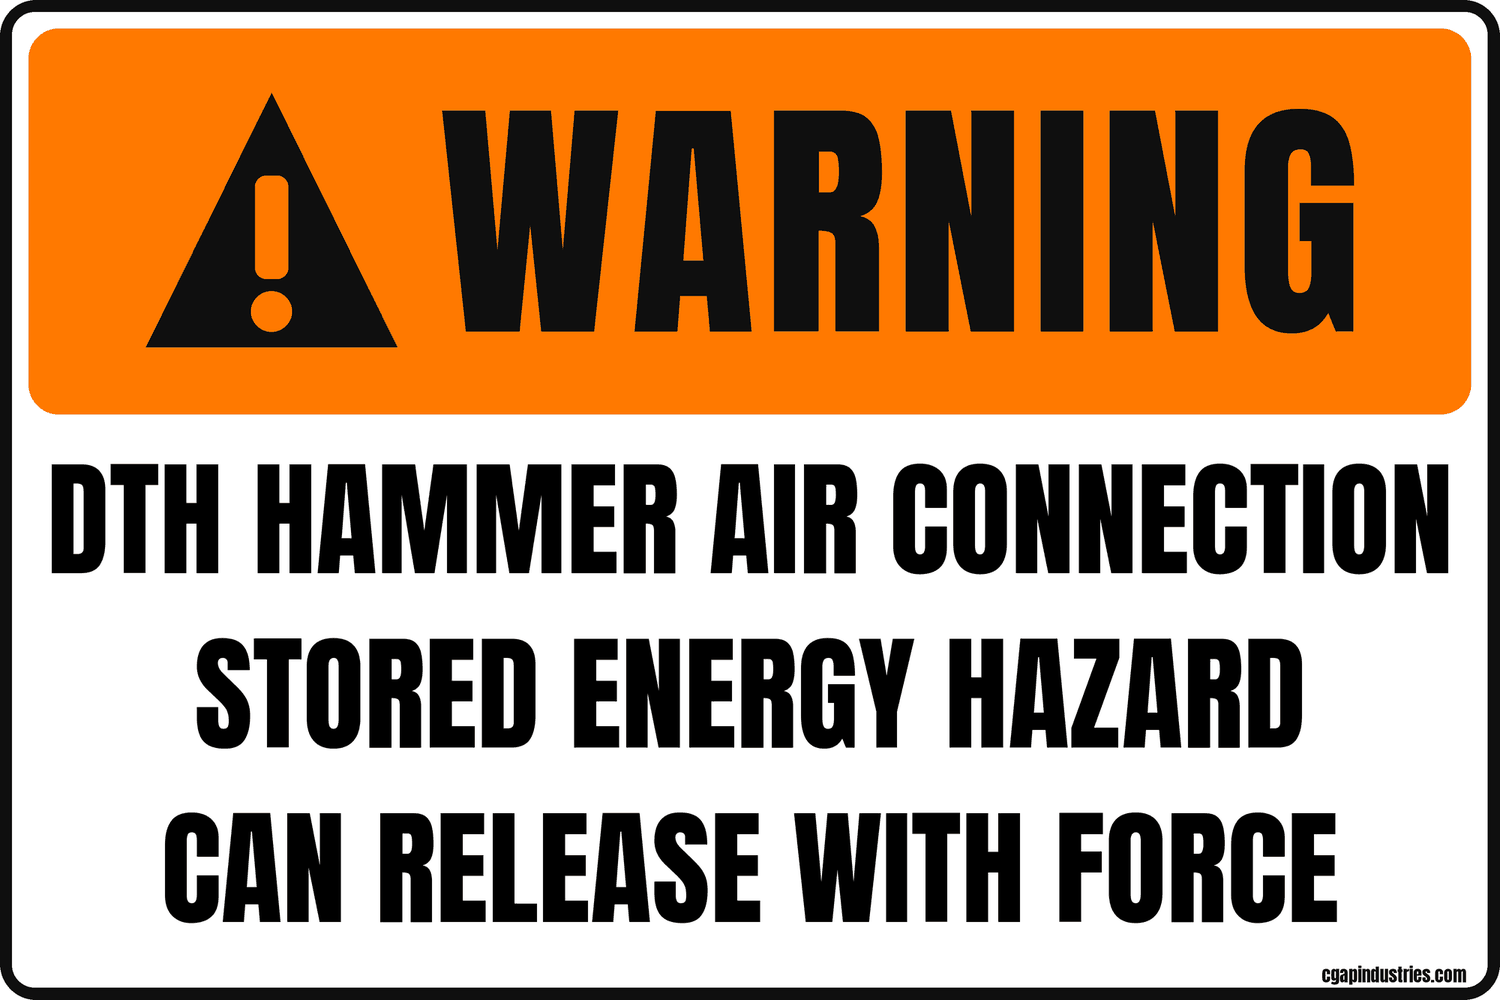 WARNING
DTH HAMMER AIR CONNECTION
STORED ENERGY HAZARD
CAN RELEASE WITH FORCE
cgapindustries.com